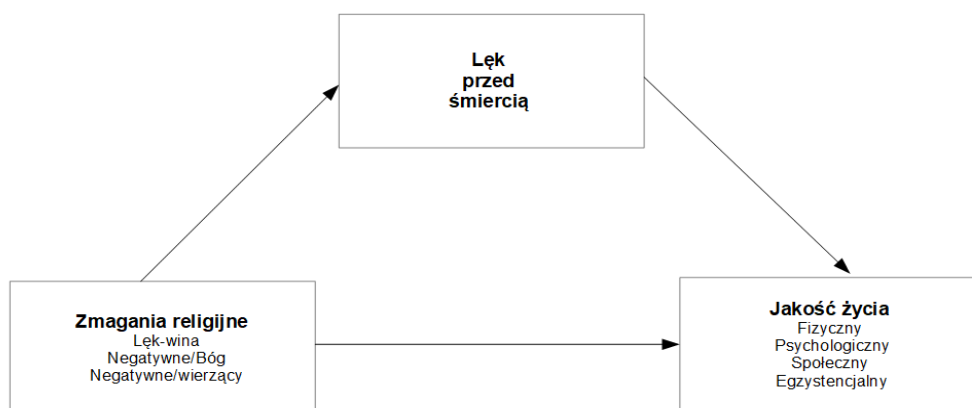 Lęk
przed
śmiercią
Zmagania religijne
Lęk-wina
Negatywne/Bóg
Negatywne/wierzący
Jakość życia
Fizyczny
Psychologiczny
Społeczny
Egzystencjalny